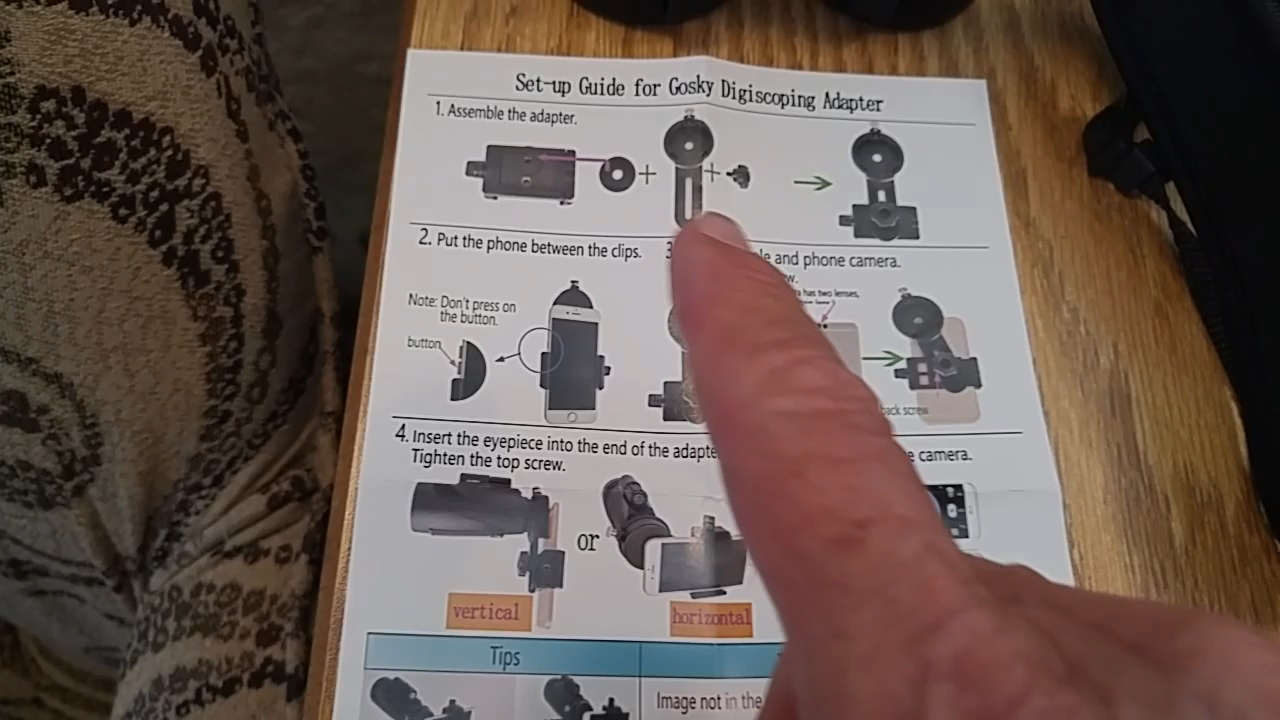 Set-up Guide for Gosky Digiscoping Adapter
1. Assemble the adapter.
2. Put the phone between the clips.
3
and phone camera.
Note: Don't press on
the button.
button
has two lenses,
back screw
4. Insert the eyepiece into the end of the
Tighten the top screw.
camera.
or
vertical
horizontal
Tips
Image not in the